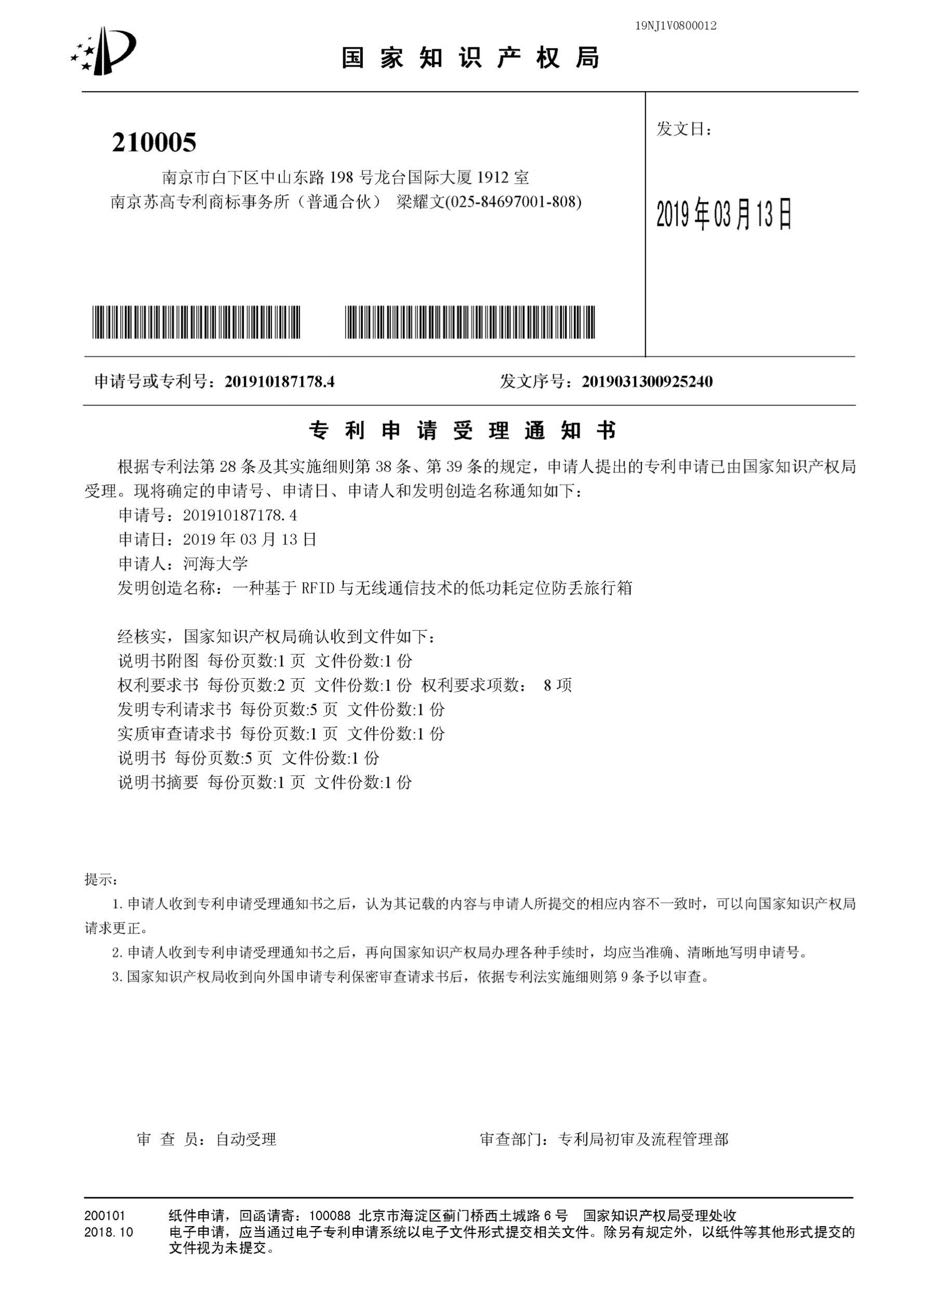 19NJ1V0800012
国家知识产权局
210005
南京市白下区中山东路 198 号龙台国际大厦 1912 室
南京苏高专利商标事务所（普通合伙） 梁耀文(025-84697001-808)
发文日：
2019 年 03 月 13 日
申请号或专利号：201910187178.4
发文序号：2019031300925240
专利申请受理通知书
根据专利法第 28 条及其实施细则第 38 条、第 39 条的规定，申请人提出的专利申请已由国家知识产权局
受理。现将确定的申请号、申请日、申请人和发明创造名称通知如下：
申请号：201910187178.4
申请日：2019 年 03 月 13 日
申请人：河海大学
发明创造名称：一种基于 RFID 与无线通信技术的低功耗定位防丢旅行箱
经核实，国家知识产权局确认收到文件如下：
说明书附图 每份页数:1 页 文件份数:1 份
权利要求书 每份页数:2 页 文件份数:1 份 权利要求项数： 8 项
发明专利请求书 每份页数:5 页 文件份数:1 份
实质审查请求书 每份页数:1 页 文件份数:1 份
说明书 每份页数:5 页 文件份数:1 份
说明书摘要 每份页数:1 页 文件份数:1 份
提示：
1.申请人收到专利申请受理通知书之后，认为其记载的内容与申请人所提交的相应内容不一致时，可以向国家知识产权局
请求更正。
2.申请人收到专利申请受理通知书之后，再向国家知识产权局办理各种手续时，均应当准确、清晰地写明申请号。
3.国家知识产权局收到向外国申请专利保密审查请求书后，依据专利法实施细则第 9 条予以审查。
审 查 员：自动受理
审查部门：专利局初审及流程管理部
200101 纸件申请，回函请寄：100088 北京市海淀区蓟门桥西土城路 6 号 国家知识产权局受理处收
2018.10 电子申请，应当通过电子专利申请系统以电子文件形式提交相关文件。除另有规定外，以纸件等其他形式提交的
文件视为未提交。